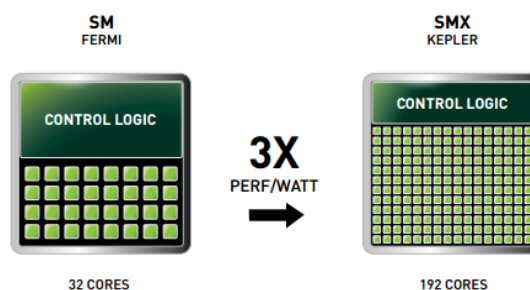 SM
FERMI
CONTROL LOGIC
32 CORES
3X
PERF/WATT
SMX
KEPLER
CONTROL LOGIC
192 CORES